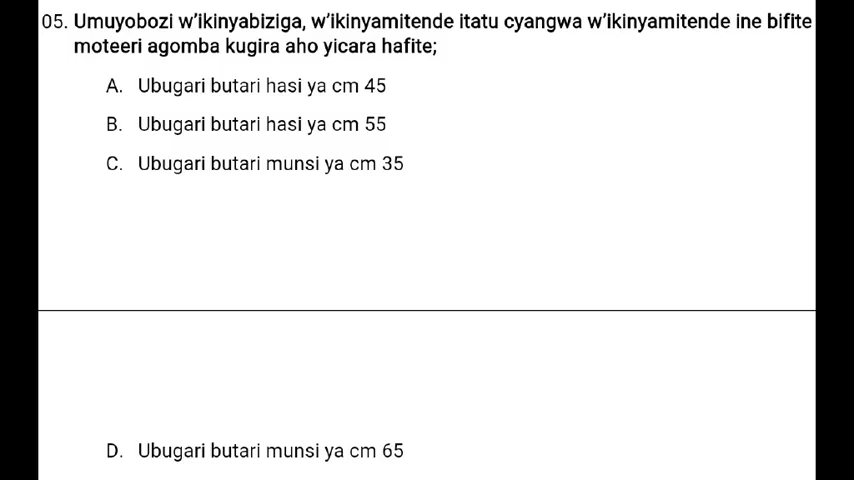 05. Umuyobozi w'ikinyabiziga, w'ikinyamitende itatu cyangwa w'ikinyamitende ine bifite
moteeri agomba kugira aho yicara hafite;
A. Ubugari butari hasi ya cm 45
B. Ubugari butari hasi ya cm 55
C. Ubugari butari munsi ya cm 35
D. Ubugari butari munsi ya cm 65